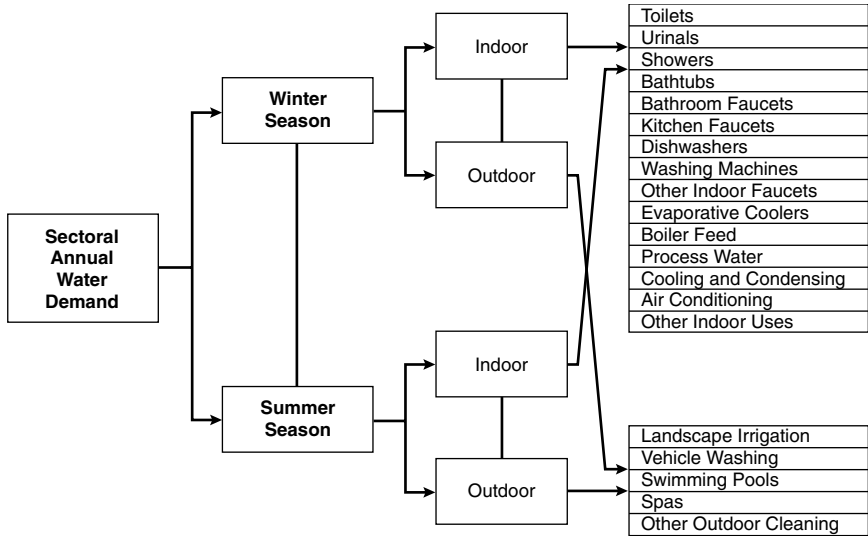 Sectoral
Annual
Water
Demand
Winter
Season
Summer
Season
Indoor
Outdoor
Indoor
Outdoor
Toilets
Urinals
Showers
Bathtubs
Bathroom Faucets
Kitchen Faucets
Dishwashers
Washing Machines
Other Indoor Faucets
Evaporative Coolers
Boiler Feed
Process Water
Cooling and Condensing
Air Conditioning
Other Indoor Uses
Landscape Irrigation
Vehicle Washing
Swimming Pools
Spas
Other Outdoor Cleaning